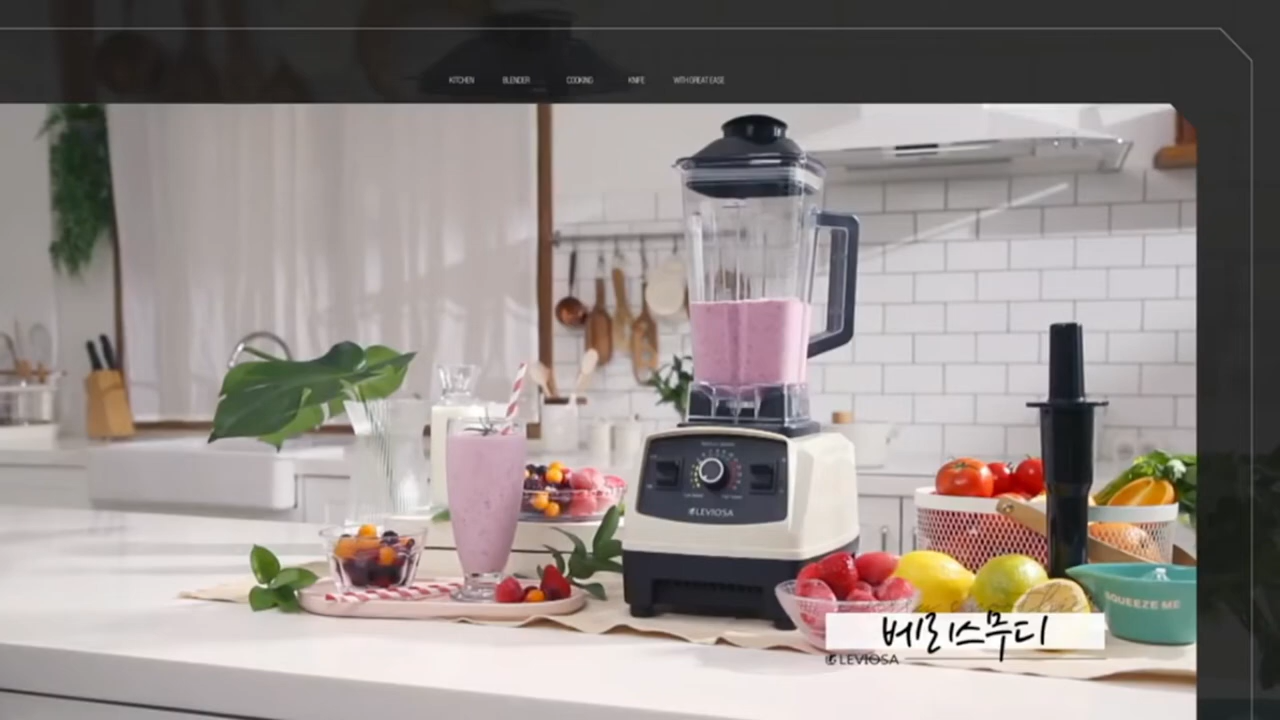 KITCHEN BLENDER COOKING KNIFE WITH GREAT EASE
LEVIOSA
SQUEEZE ME
베리스무디
LEVIOSA